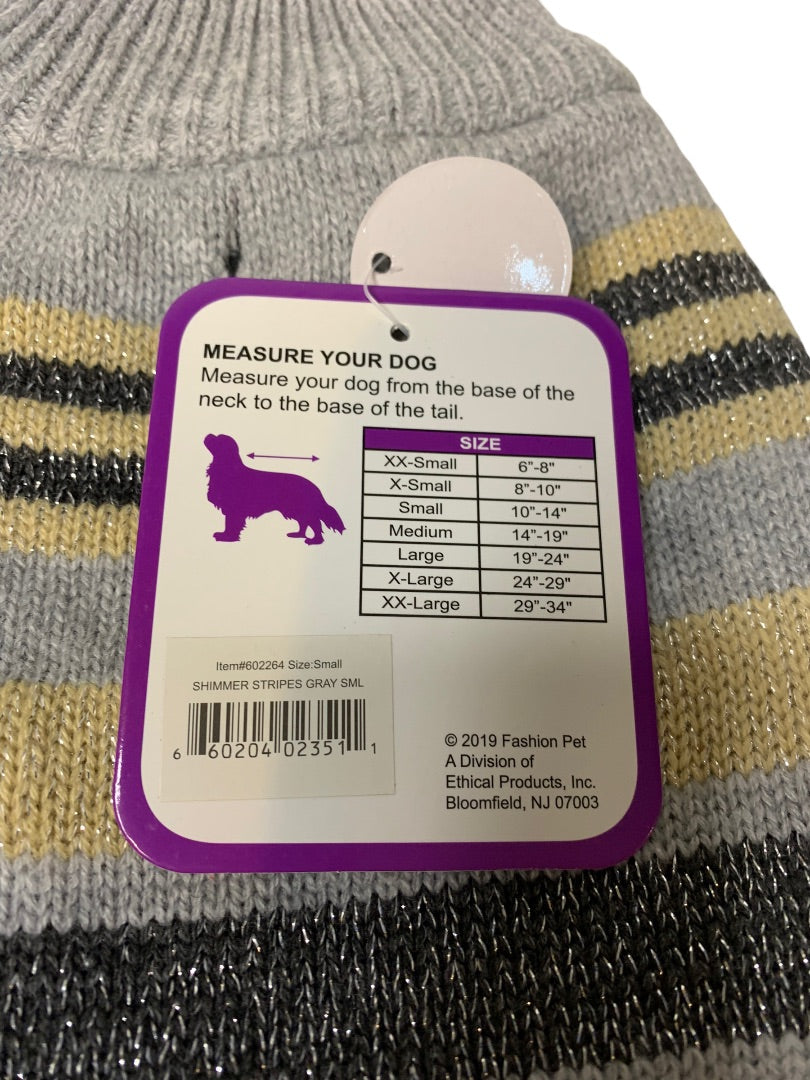 MEASURE YOUR DOG
Measure your dog from the base of the
neck to the base of the tail.
SIZE
XX-Small 6"-8"
X-Small 8"-10"
Small 10"-14"
Medium 14"-19"
Large 19"-24"
X-Large 24"-29"
XX-Large 29"-34"
Item#602264 Size:Small
SHIMMER STRIPES GRAY SML
6 60204 02351 1
© 2019 Fashion Pet
A Division of
Ethical Products, Inc.
Bloomfield, NJ 07003